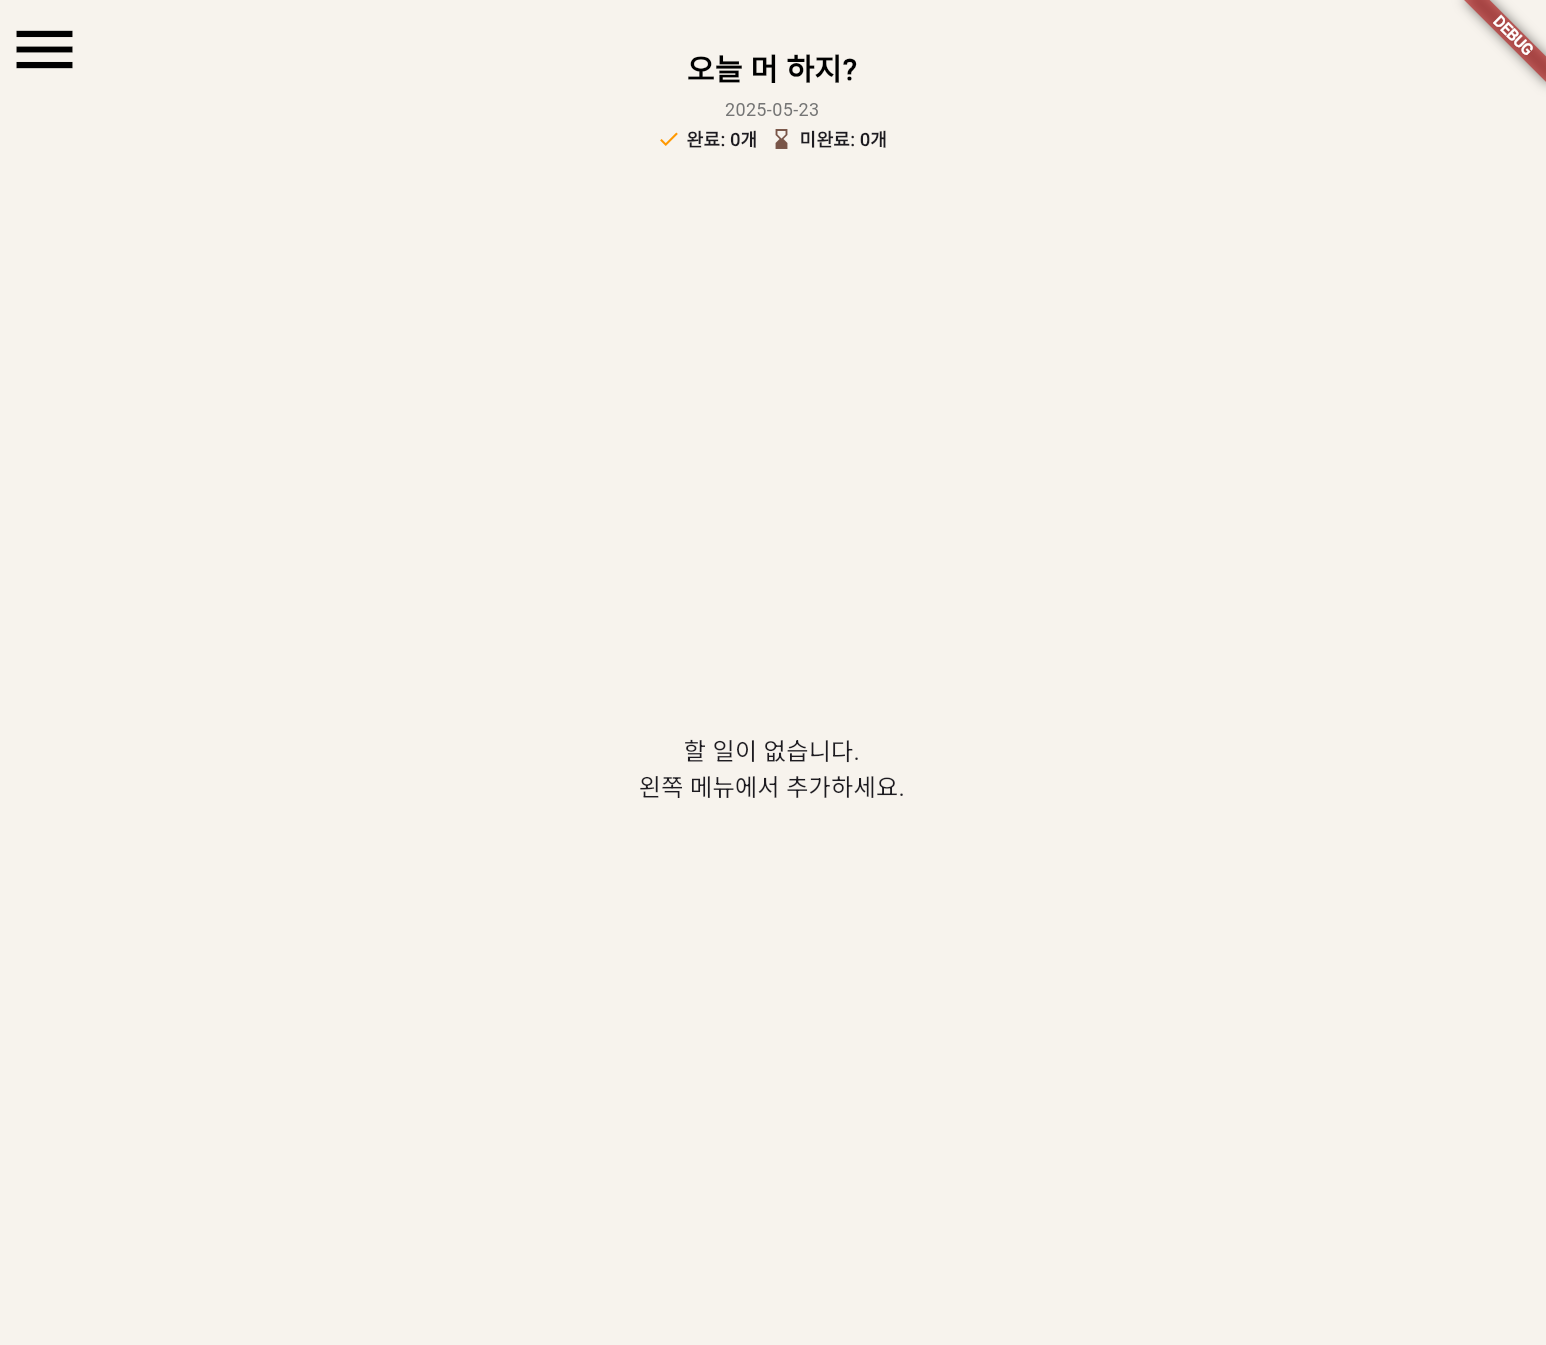 DEBUG
오늘 머 하지?
2025-05-23
완료: 0개 미완료: 0개
할 일이 없습니다.
왼쪽 메뉴에서 추가하세요.